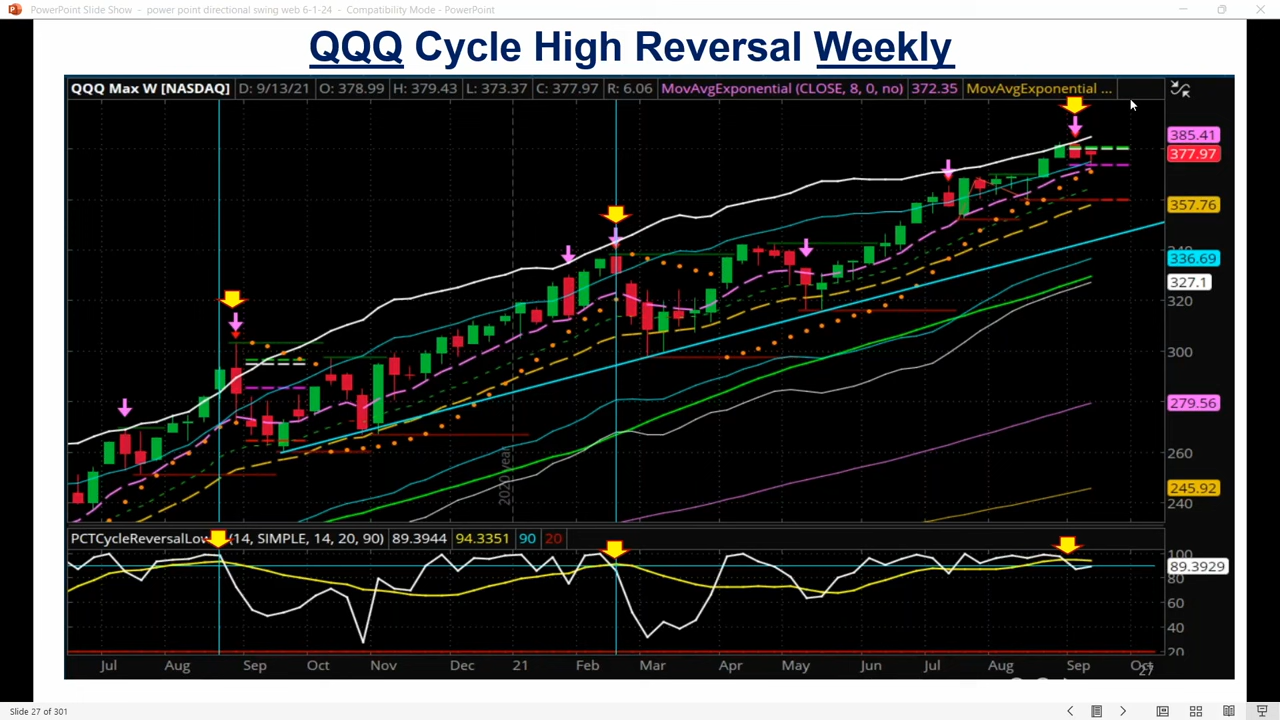 PowerPoint Slide Show - power point directional swing web 6-1-24 - Compatibility Mode - PowerPoint
QQQ Cycle High Reversal Weekly
QQQ Max W [NASDAQ] D: 9/13/21 O: 378.99 H: 379.43 L: 373.37 C: 377.97 R: 6.06 MovAvgExponential (CLOSE, 8, 0, no) 372.35 MovAvgExponential ...
385.41
377.97
357.76
340
336.69
327.1
320
300
279.56
260
245.92
240
2020 year
PCTCycleReversalLow (14, SIMPLE, 14, 20, 90) 89.3944 94.3351 90 20
100
89.3929
80
60
40
20
Jul Aug Sep Oct Nov Dec 21 Feb Mar Apr May Jun Jul Aug Sep Oct
27
Slide 27 of 301